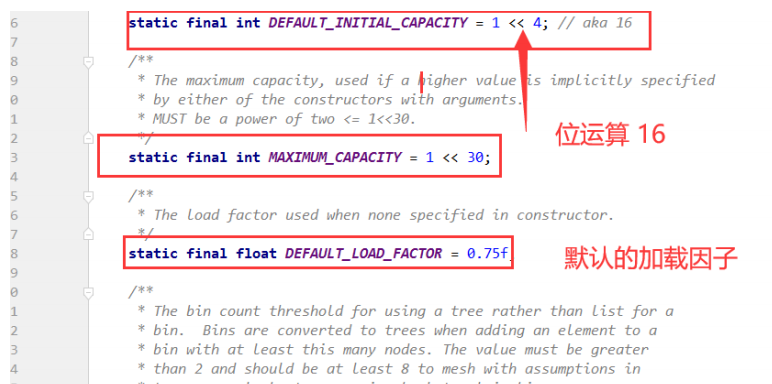 6 static final int DEFAULT_INITIAL_CAPACITY = 1 << 4; // aka 16
7
8 /**
9 * The maximum capacity, used if a higher value is implicitly specified
0 * by either of the constructors with arguments.
1 * MUST be a power of two <= 1<<30.
位运算 16
2 */
3 static final int MAXIMUM_CAPACITY = 1 << 30;
4
5 /**
6 * The load factor used when none specified in constructor.
7 */
8 static final float DEFAULT_LOAD_FACTOR = 0.75f
默认的加载因子
9
0 /**
1 * The bin count threshold for using a tree rather than list for a
2 * bin. Bins are converted to trees when adding an element to a
3 * bin with at least this many nodes. The value must be greater
4 * than 2 and should be at least 8 to mesh with assumptions in